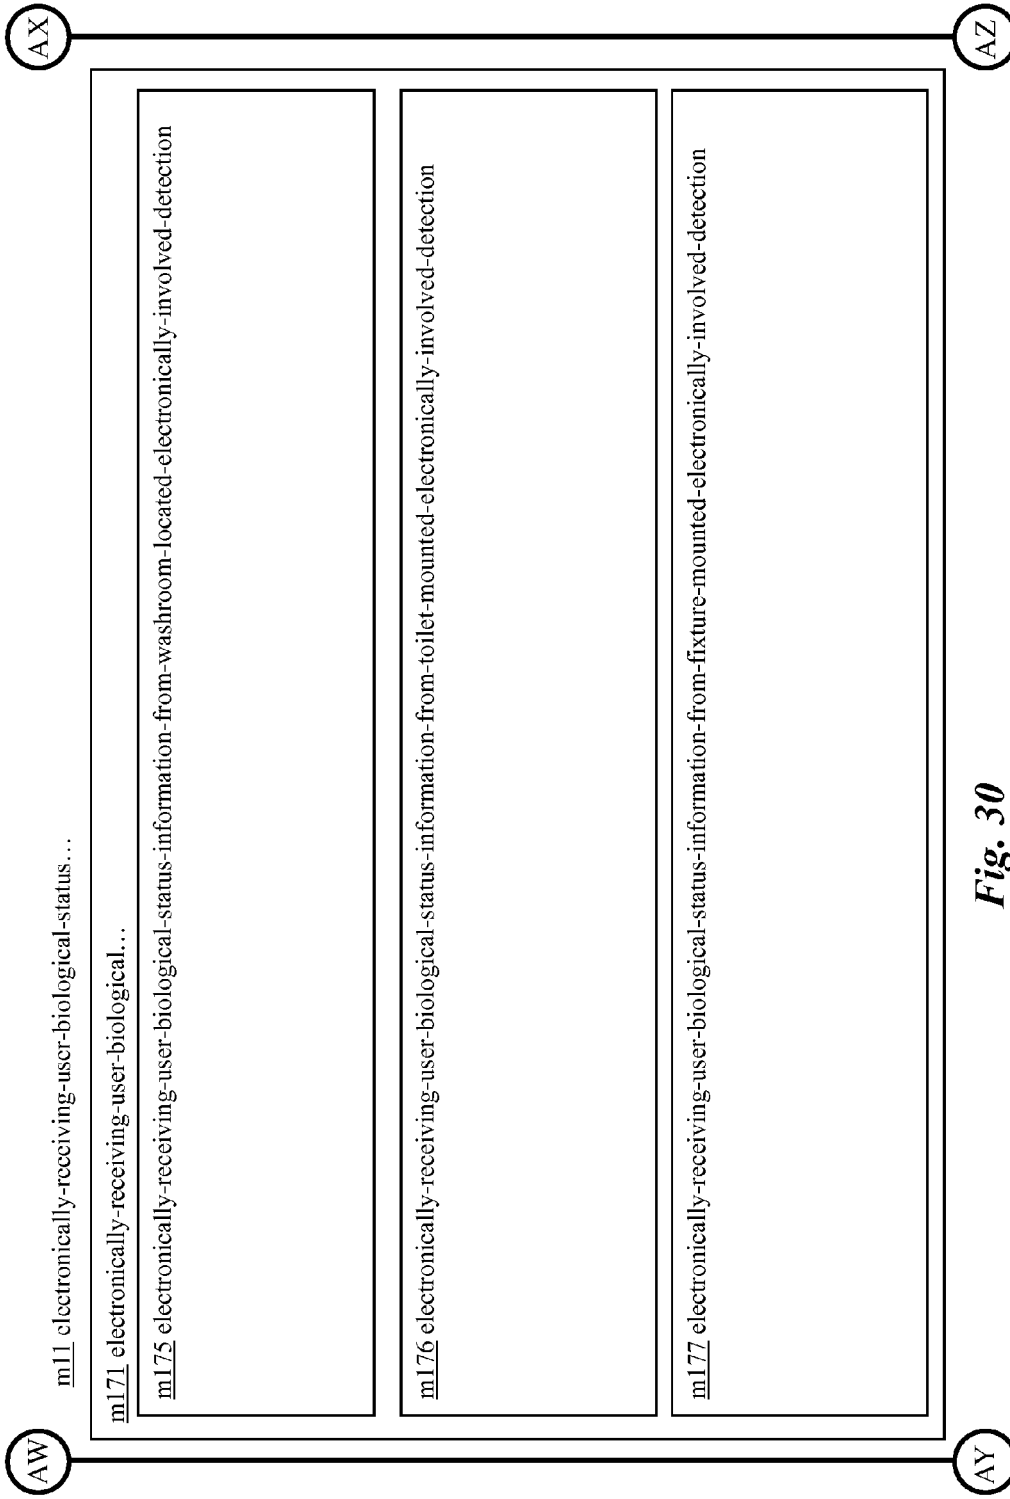 AW
AX
m11 electronically-receiving-user-biological-status…
m171 electronically-receiving-user-biological…
m175 electronically-receiving-user-biological-status-information-from-washroom-located-electronically-involved-detection
m176 electronically-receiving-user-biological-status-information-from-toilet-mounted-electronically-involved-detection
m177 electronically-receiving-user-biological-status-information-from-fixture-mounted-electronically-involved-detection
AY
AZ
Fig. 30